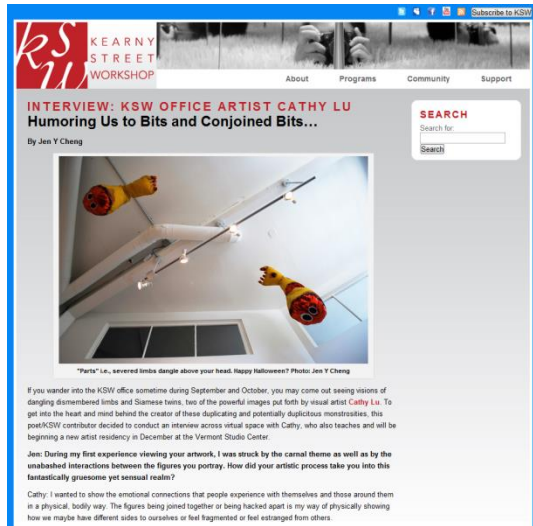 Subscribe to KSW
KSW
KEARNY
STREET
WORKSHOP
About Programs Community Support
INTERVIEW: KSW OFFICE ARTIST CATHY LU
Humoring Us to Bits and Conjoined Bits…
By Jen Y Cheng
SEARCH
Search for:
Search
"Parts" i.e., severed limbs dangle above your head. Happy Halloween? Photo: Jen Y Cheng
If you wander into the KSW office sometime during September and October, you may come out seeing visions of
dangling dismembered limbs and Siamese twins, two of the powerful images put forth by visual artist Cathy Lu. To
get into the heart and mind behind the creator of these duplicating and potentially duplicitous monstrosities, this
poet/KSW contributor decided to conduct an interview across virtual space with Cathy, who also teaches and will be
beginning a new artist residency in December at the Vermont Studio Center.
Jen: During my first experience viewing your artwork, I was struck by the carnal theme as well as by the
unabashed interactions between the figures you portray. How did your artistic process take you into this
fantastically gruesome yet sensual realm?
Cathy: I wanted to show the emotional connections that people experience with themselves and those around them
in a physical, bodily way. The figures being joined together or being hacked apart is my way of physically showing
how we maybe have different sides to ourselves or feel fragmented or feel estranged from others.